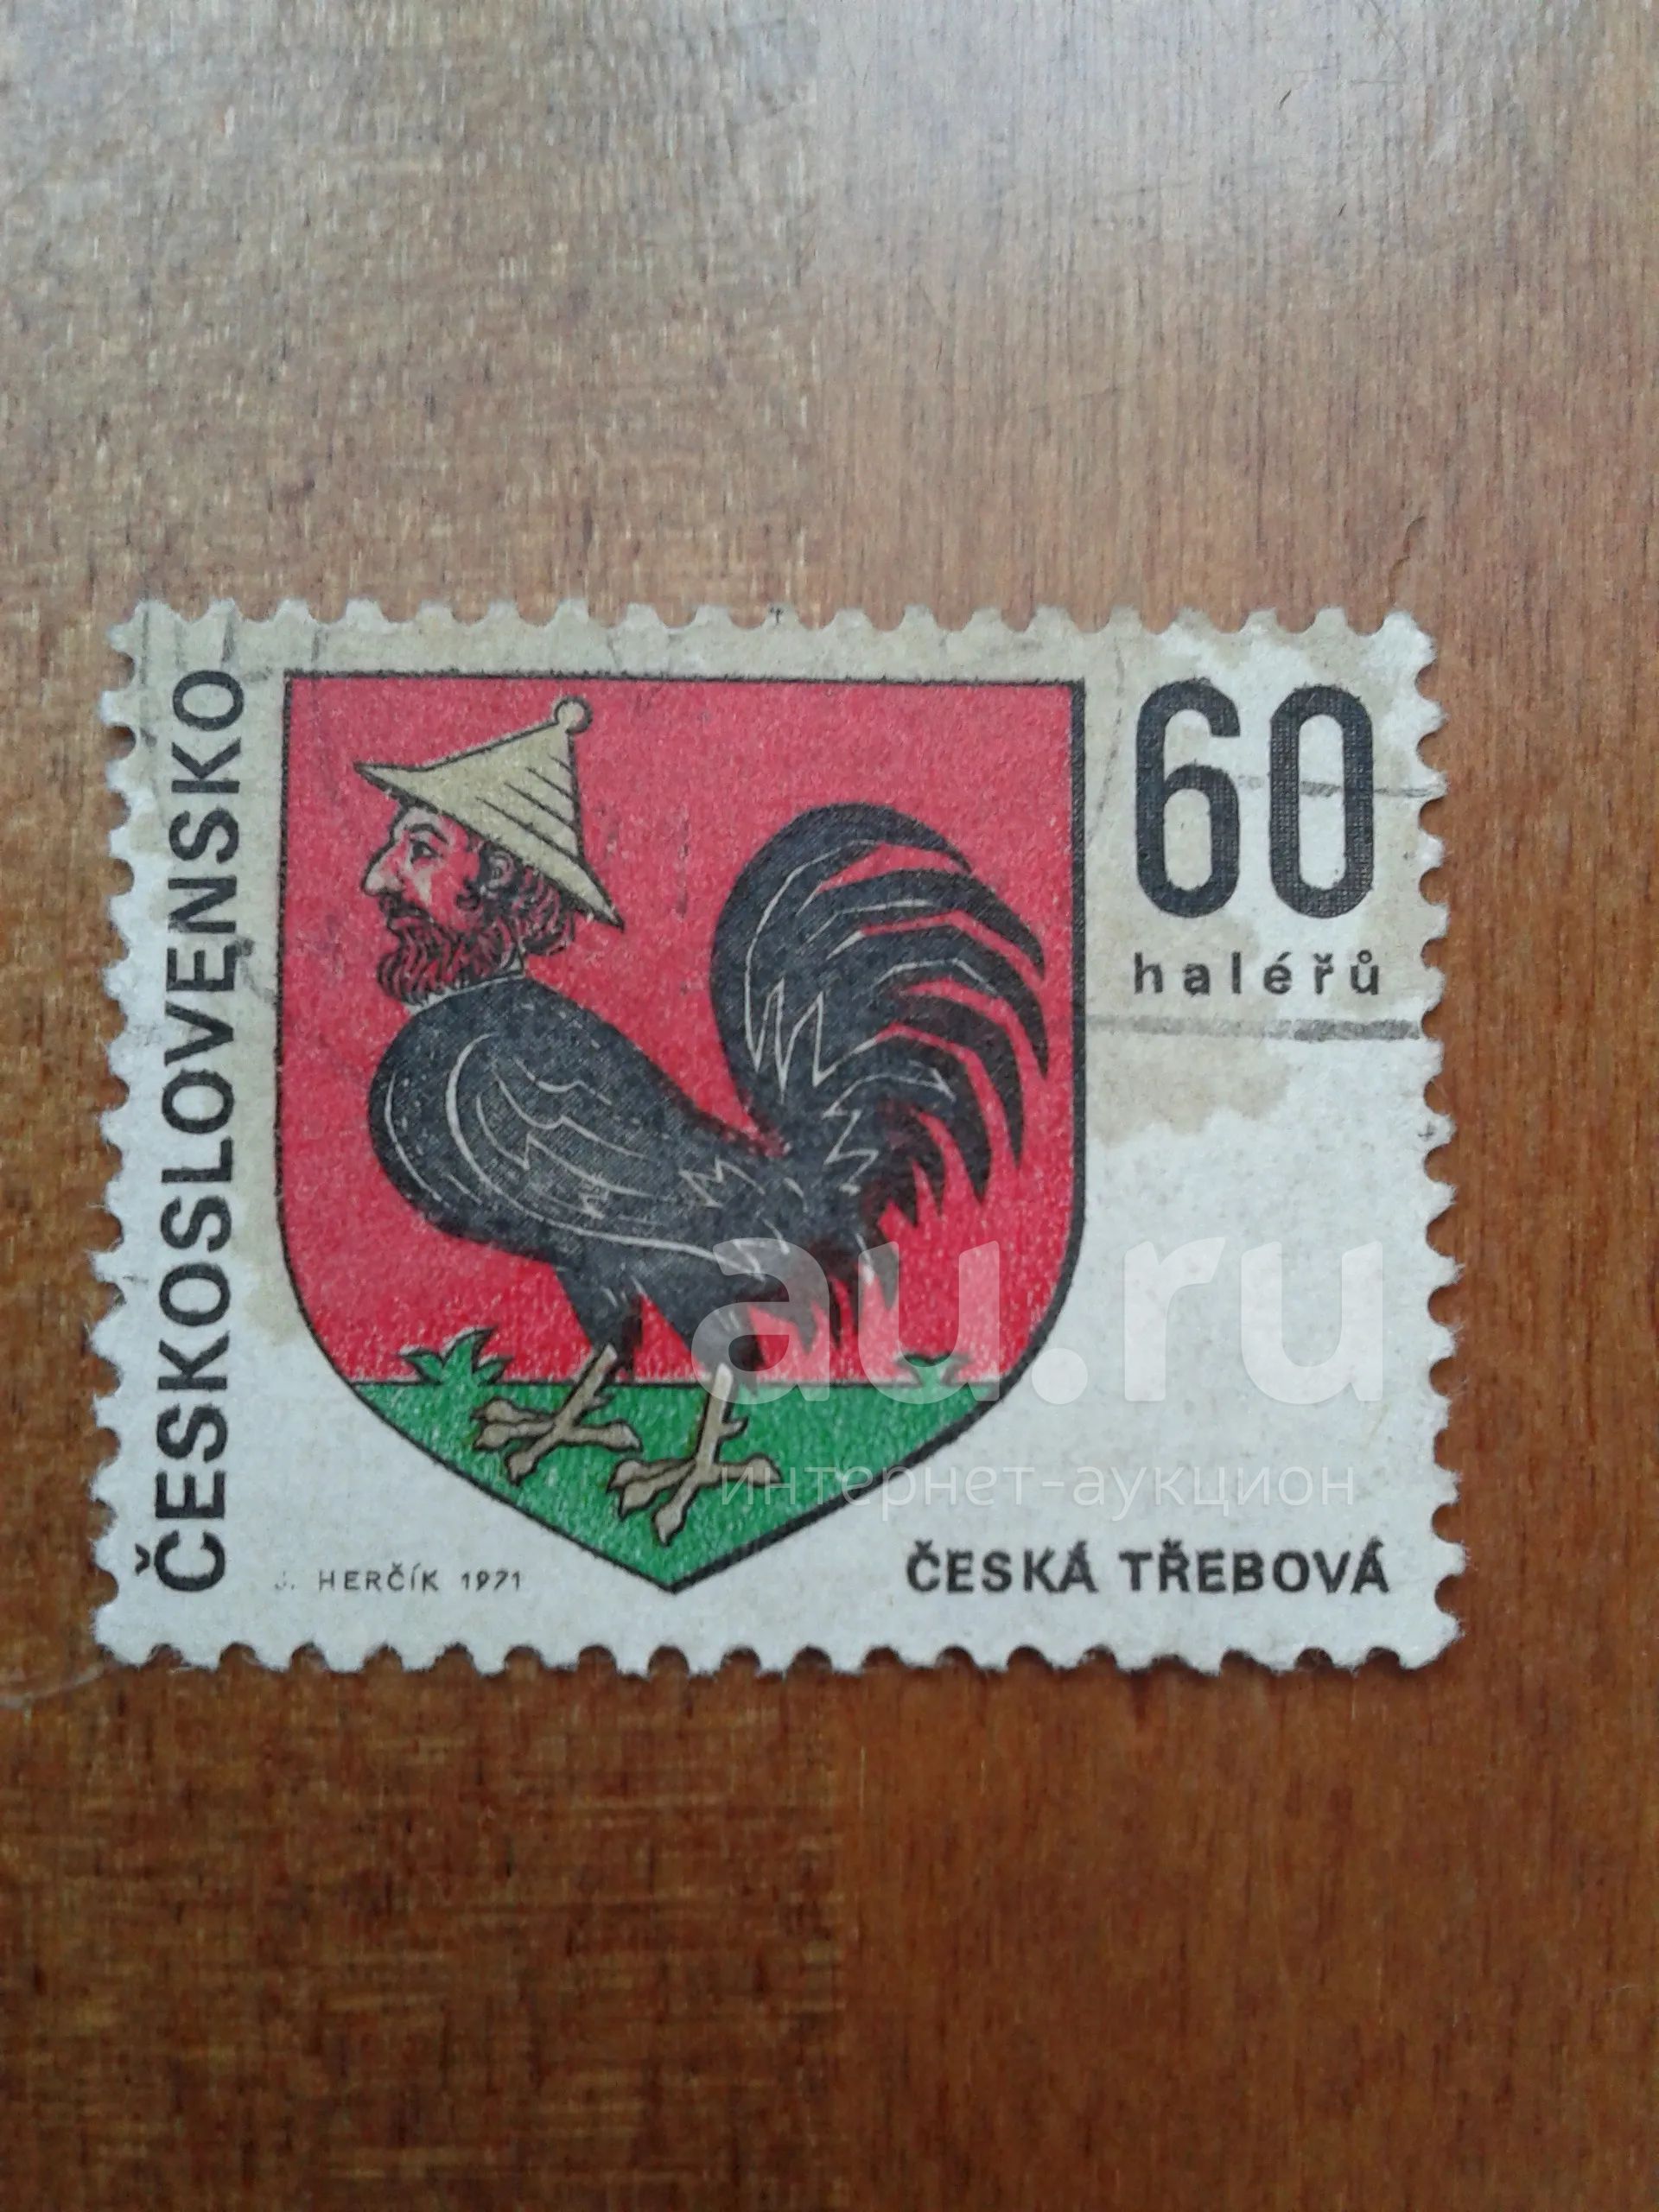 ČESKOSLOVENSKO
60
haléřů
au.ru
интернет-аукцион
J. HERČÍK 1971
ČESKÁ TŘEBOVÁ